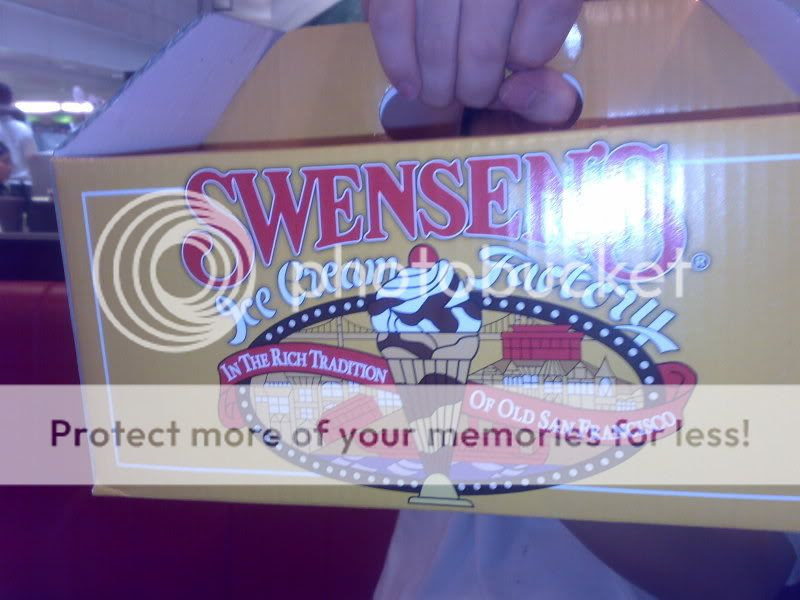 SWENSEN'S®
Ice Cream Factory
IN THE RICH TRADITION
OF OLD SAN FRANCISCO
photobucket
Protect more of your memories for less!